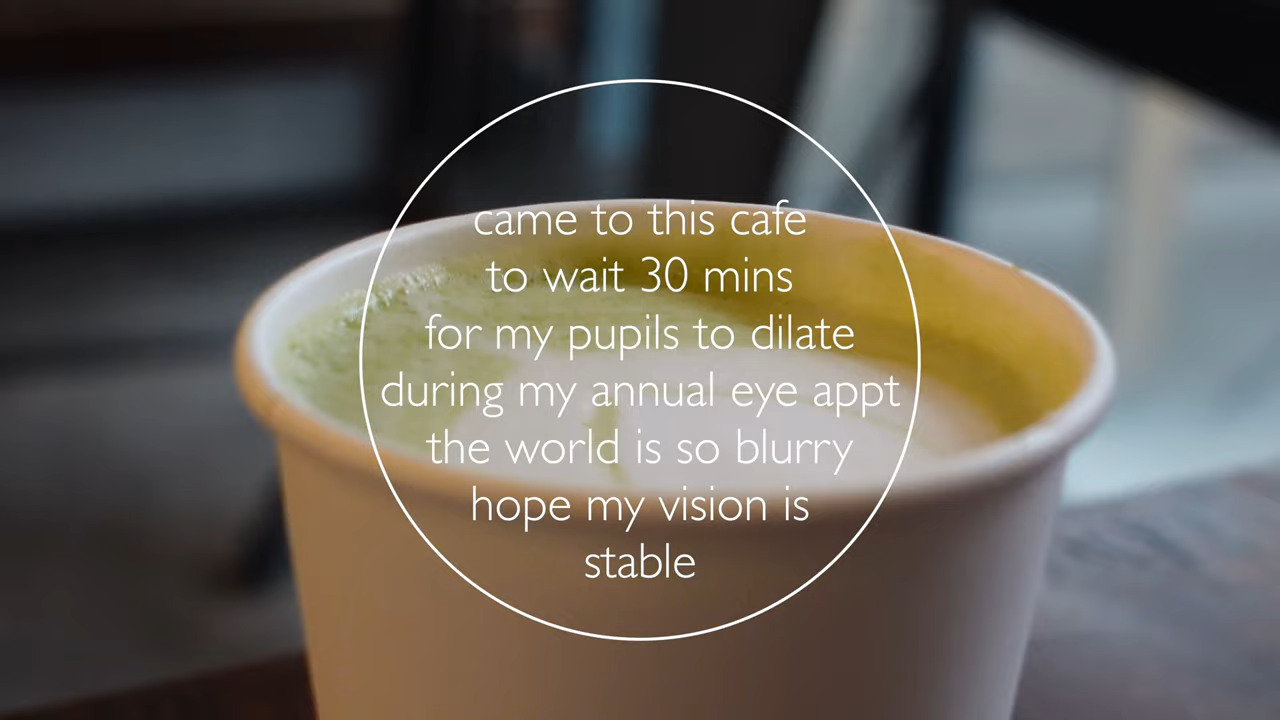 came to this cafe
to wait 30 mins
for my pupils to dilate
during my annual eye appt
the world is so blurry
hope my vision is
stable